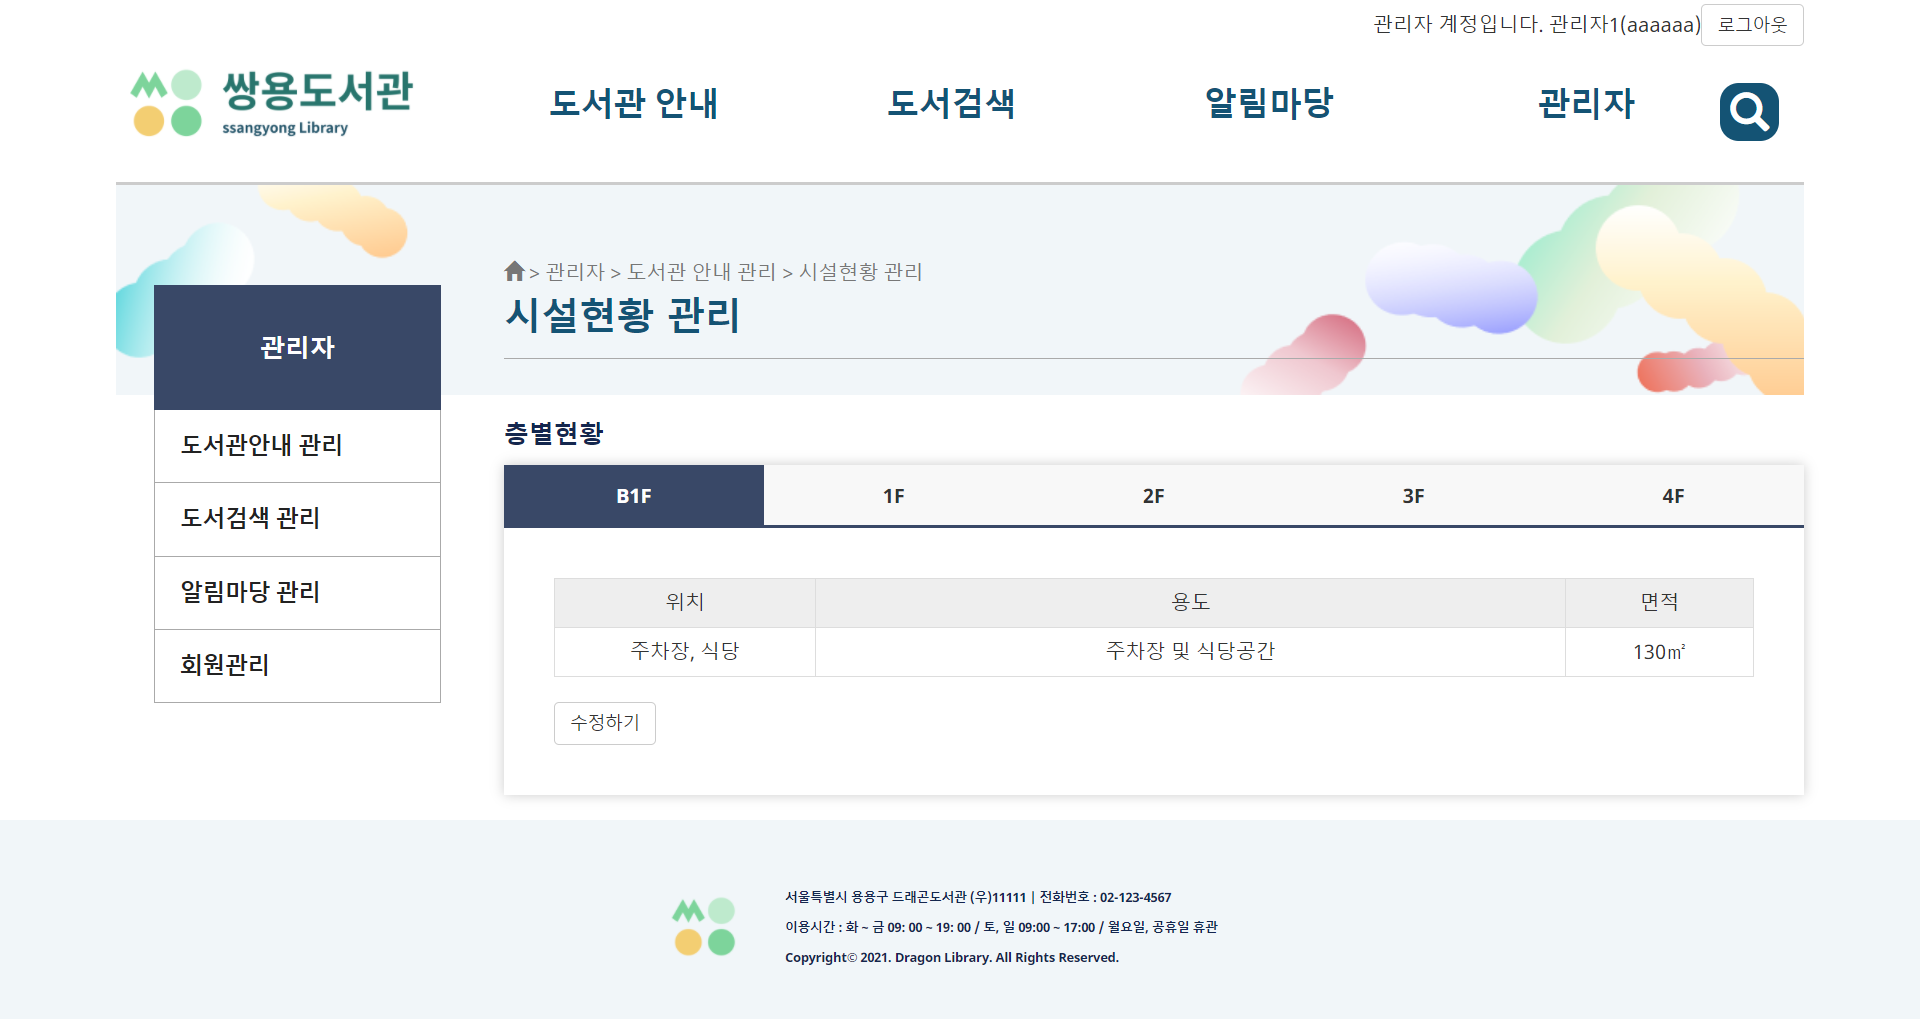 관리자 계정입니다. 관리자1(aaaaaa) 로그아웃
쌍용도서관
ssangyong Library
도서관 안내 도서검색 알림마당 관리자
> 관리자 > 도서관 안내 관리 > 시설현황 관리
시설현황 관리
관리자
도서관안내 관리
도서검색 관리
알림마당 관리
회원관리
층별현황
B1F 1F 2F 3F 4F
위치 용도 면적
주차장, 식당 주차장 및 식당공간 130㎡
수정하기
서울특별시 용용구 드래곤도서관 (우)11111 | 전화번호 : 02-123-4567
이용시간 : 화 ~ 금 09: 00 ~ 19: 00 / 토, 일 09:00 ~ 17:00 / 월요일, 공휴일 휴관
Copyright© 2021. Dragon Library. All Rights Reserved.